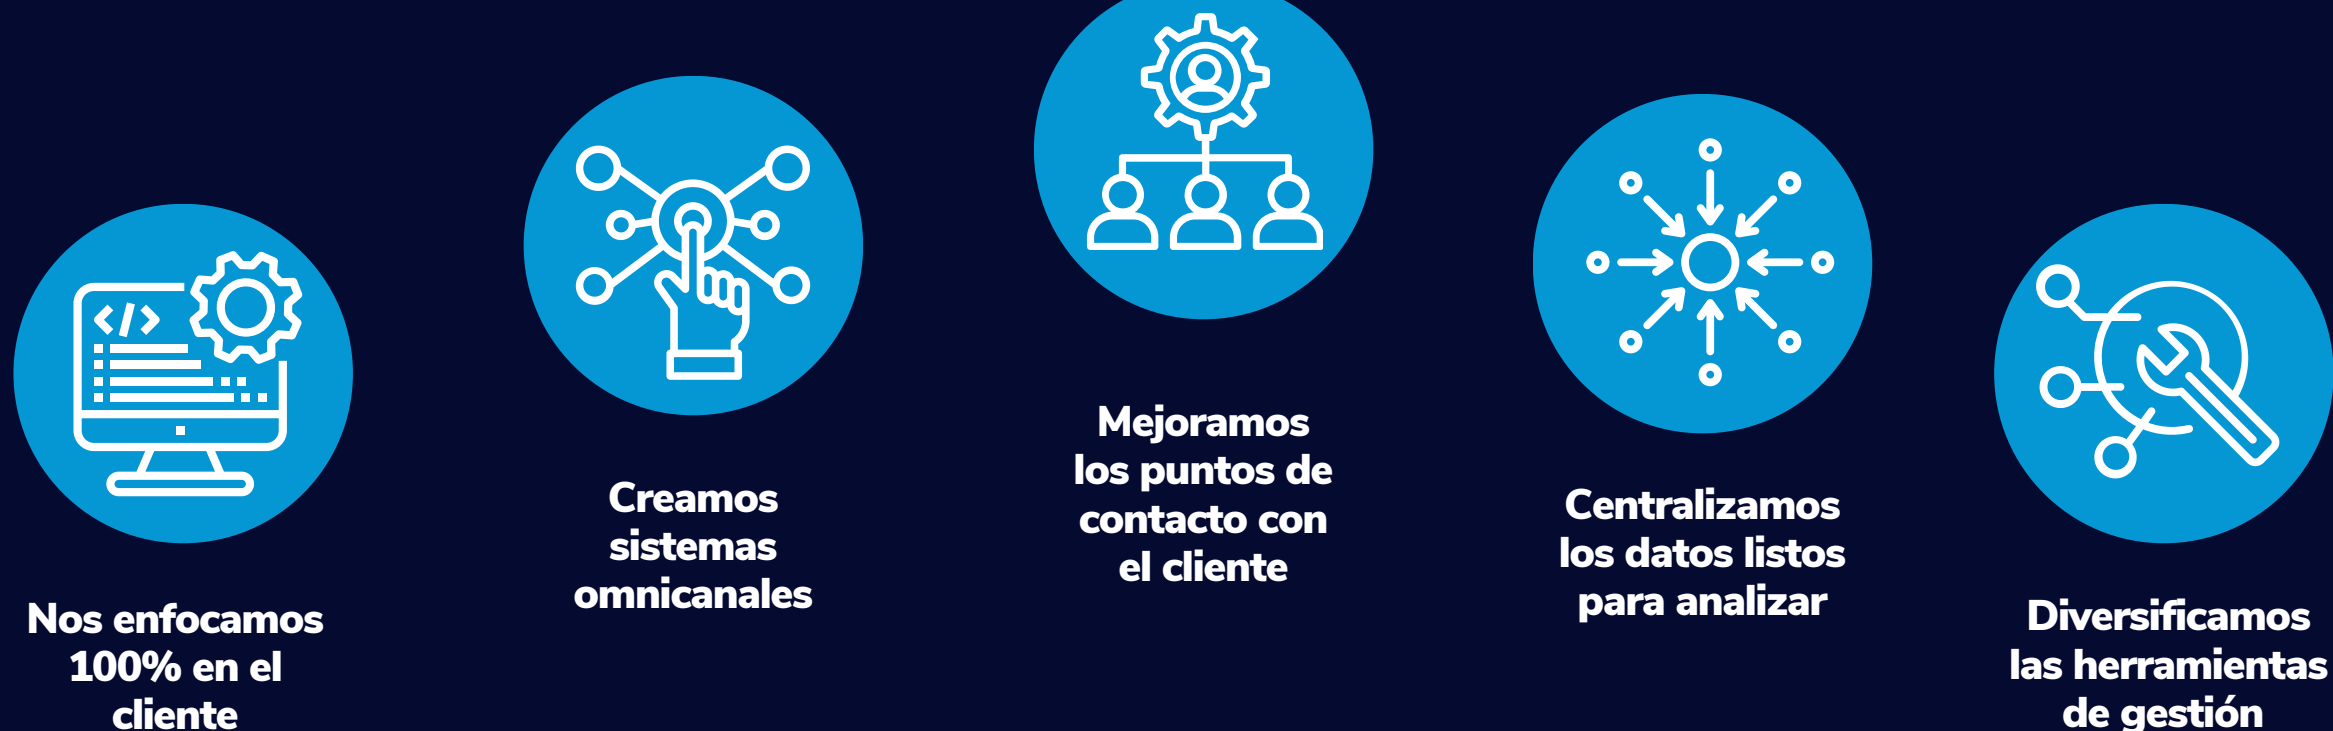 Nos enfocamos
100% en el
cliente
Creamos
sistemas
omnicanales
Mejoramos
los puntos de
contacto con
el cliente
Centralizamos
los datos listos
para analizar
Diversificamos
las herramientas
de gestión